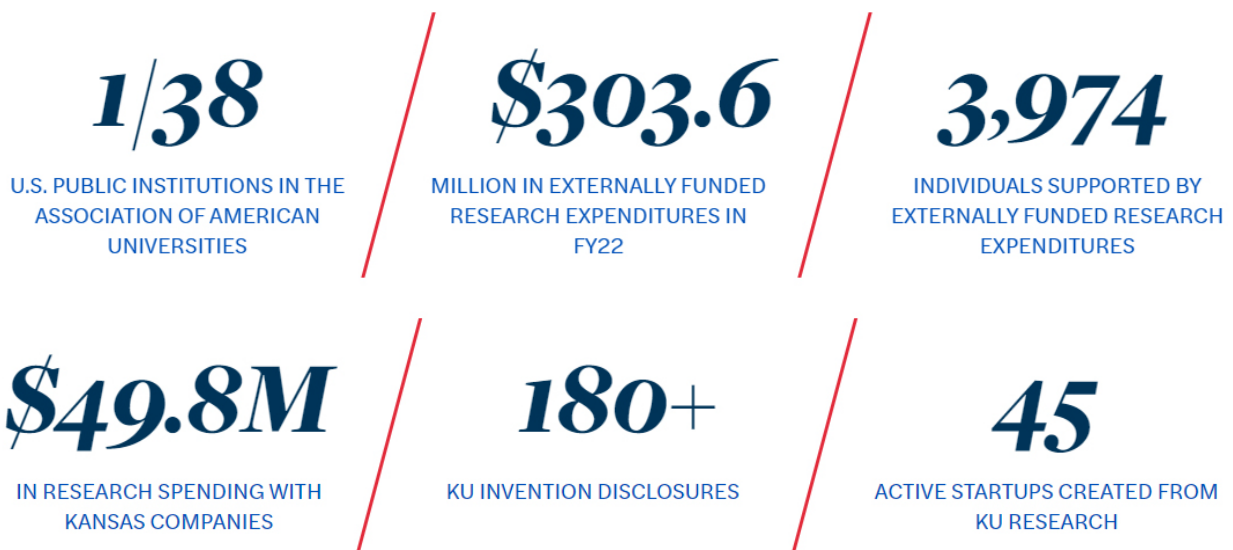 1/38
U.S. PUBLIC INSTITUTIONS IN THE
ASSOCIATION OF AMERICAN
UNIVERSITIES
$303.6
MILLION IN EXTERNALLY FUNDED
RESEARCH EXPENDITURES IN
FY22
3,974
INDIVIDUALS SUPPORTED BY
EXTERNALLY FUNDED RESEARCH
EXPENDITURES
$49.8M
IN RESEARCH SPENDING WITH
KANSAS COMPANIES
180+
KU INVENTION DISCLOSURES
45
ACTIVE STARTUPS CREATED FROM
KU RESEARCH